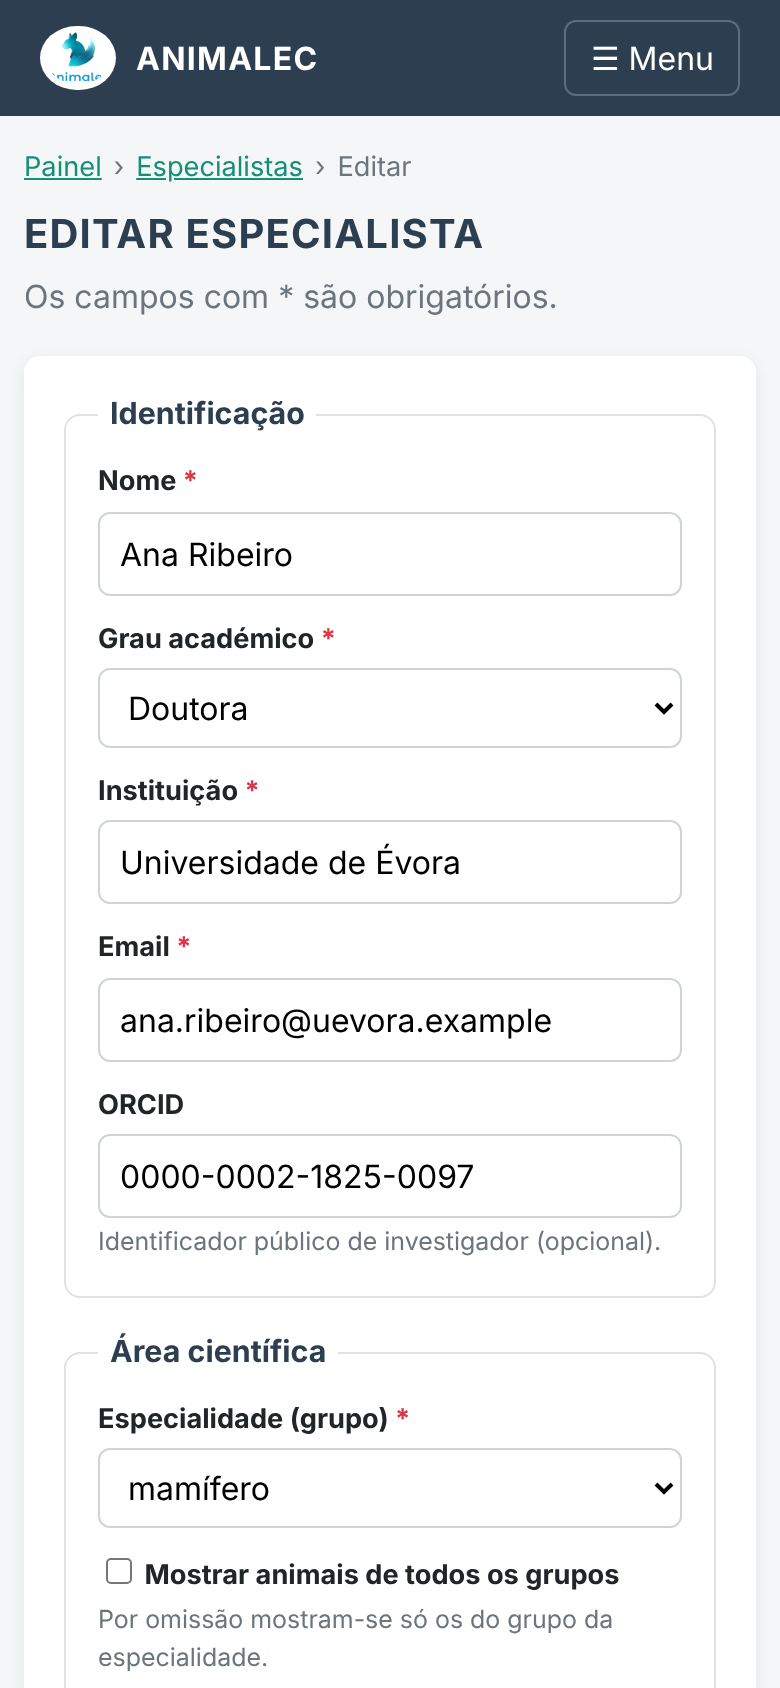 ANIMALEC
☰ Menu
Painel › Especialistas › Editar
EDITAR ESPECIALISTA
Os campos com * são obrigatórios.
Identificação
Nome *
Ana Ribeiro
Grau académico *
Doutora
Instituição *
Universidade de Évora
Email *
ana.ribeiro@uevora.example
ORCID
0000-0002-1825-0097
Identificador público de investigador (opcional).
Área científica
Especialidade (grupo) *
mamífero
Mostrar animais de todos os grupos
Por omissão mostram-se só os do grupo da
especialidade.